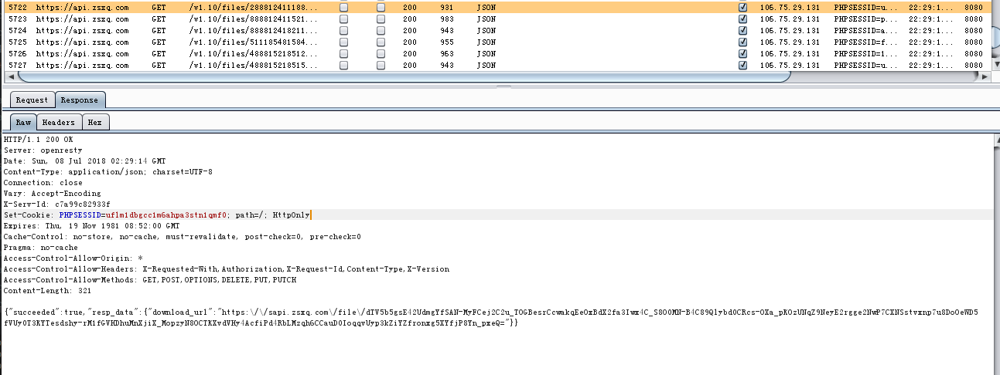 5722 https://api.zsxq.com GET /v1.10/files/288812411188... 200 931 JSON 106.75.29.131 PHPSESSID=u... 22:29:1... 8080
5723 https://api.zsxq.com GET /v1.10/files/288812411521... 200 983 JSON 106.75.29.131 PHPSESSID=p... 22:29:1... 8080
5724 https://api.zsxq.com GET /v1.10/files/888812418211... 200 943 JSON 106.75.29.131 PHPSESSID=a... 22:29:1... 8080
5725 https://api.zsxq.com GET /v1.10/files/511185481584... 200 955 JSON 106.75.29.131 PHPSESSID=f... 22:29:1... 8080
5726 https://api.zsxq.com GET /v1.10/files/488815218512... 200 963 JSON 106.75.29.131 PHPSESSID=1... 22:29:1... 8080
5727 https://api.zsxq.com GET /v1.10/files/488815218515... 200 943 JSON 106.75.29.131 PHPSESSID=u... 22:29:1... 8080
Request Response
Raw Headers Hex
HTTP/1.1 200 OK
Server: openresty
Date: Sun, 08 Jul 2018 02:29:14 GMT
Content-Type: application/json; charset=UTF-8
Connection: close
Vary: Accept-Encoding
X-Serv-Id: c7a99c82933f
Set-Cookie: PHPSESSID=uflm1dbgcc1m6ahpa3stn1qmf0; path=/; HttpOnly
Expires: Thu, 19 Nov 1981 08:52:00 GMT
Cache-Control: no-store, no-cache, must-revalidate, post-check=0, pre-check=0
Pragma: no-cache
Access-Control-Allow-Origin: *
Access-Control-Allow-Headers: X-Requested-With,Authorization,X-Request-Id,Content-Type,X-Version
Access-Control-Allow-Methods: GET,POST,OPTIONS,DELETE,PUT,PUTCH
Content-Length: 321
{"succeeded":true,"resp_data":{"download_url":"https:\/\/sapi.zsxq.com\/file\/dTV5b5gsE42UdmgYfSAN-MyFCej2C2u_TOGBesrCcwakqEeOxBdX2fa3Iwx4C_S8O0MN-B4C89Qlybd0CRcs-OXa_pKOzUNqZ9NeyE2rgge2NwP7CXNSstvxnp7u8DoOeWD5
fVUy0T3KYTesdshy-rM1fGVHDhuMnXjiX_MopzyN8OCTKXvdVHy4AcfiPd4RbLMzqh6CCauD0IoqqvUyp3kZiYZfronxg5XYfjP8Yn_pxeQ="}}